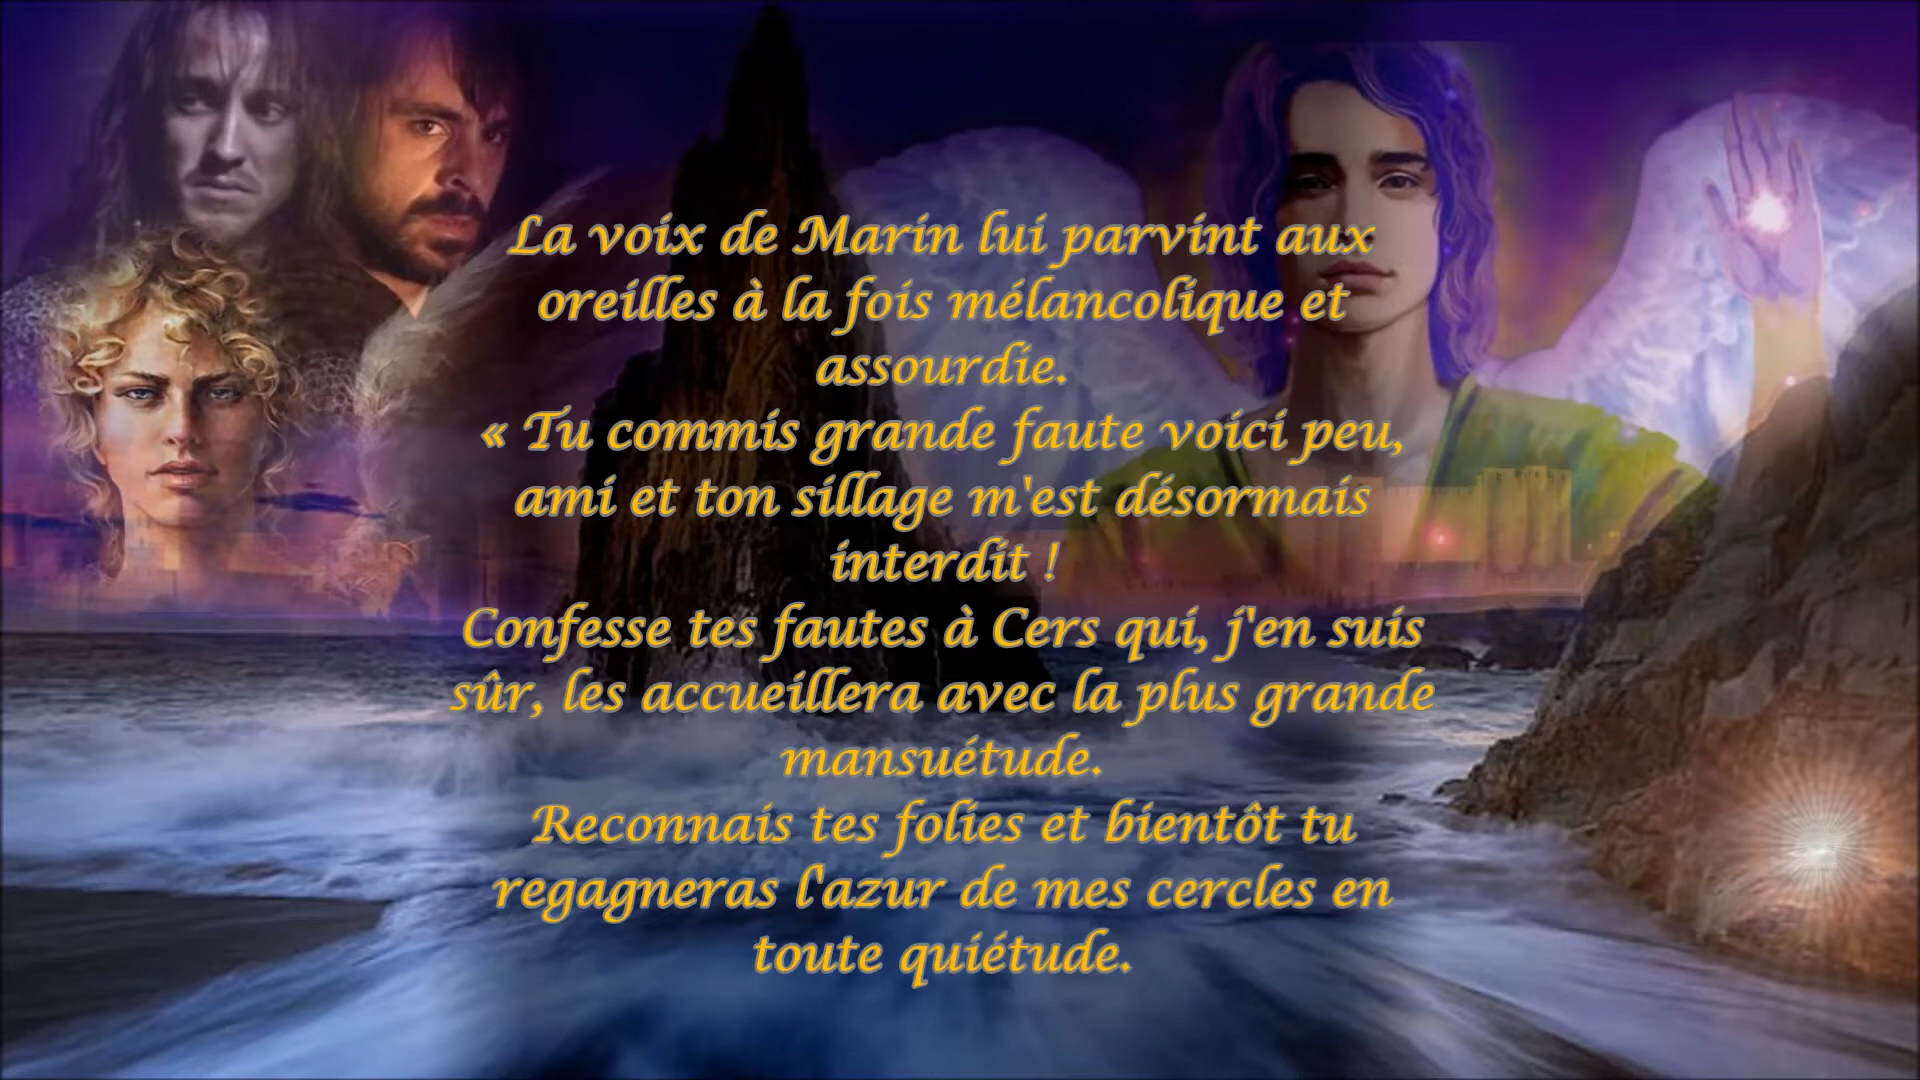 La voix de Marin lui parvint aux
oreilles à la fois mélancolique et
assourdie.
« Tu commis grande faute voici peu,
ami et ton sillage m'est désormais
interdit !
Confesse tes fautes à Cers qui, j'en suis
sûr, les accueillera avec la plus grande
mansuétude.
Reconnais tes folies et bientôt tu
regagneras l'azur de mes cercles en
toute quiétude.